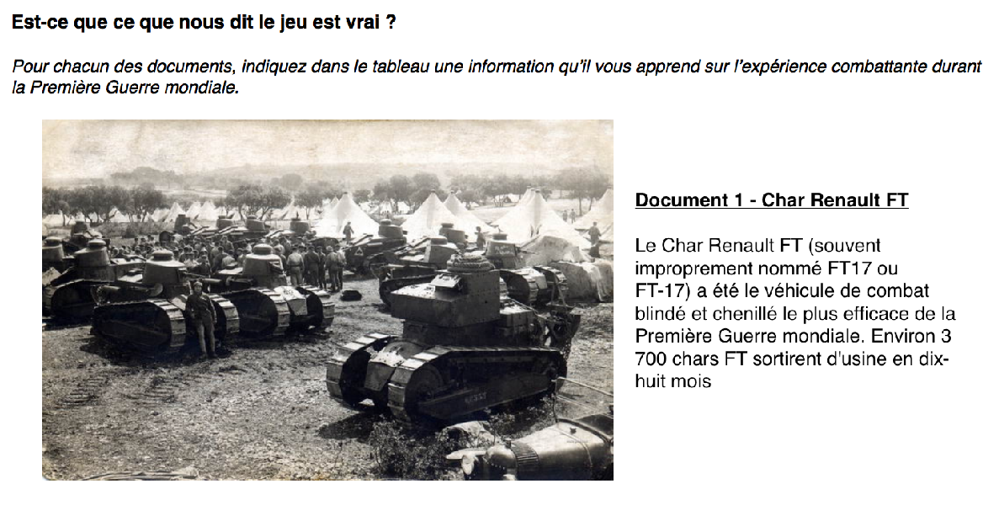 Est-ce que ce que nous dit le jeu est vrai ?
Pour chacun des documents, indiquez dans le tableau une information qu'il vous apprend sur l'expérience combattante durant
la Première Guerre mondiale.
Document 1 - Char Renault FT
Le Char Renault FT (souvent
improprement nommé FT17 ou
FT-17) a été le véhicule de combat
blindé et chenillé le plus efficace de la
Première Guerre mondiale. Environ 3
700 chars FT sortirent d'usine en dix-
huit mois